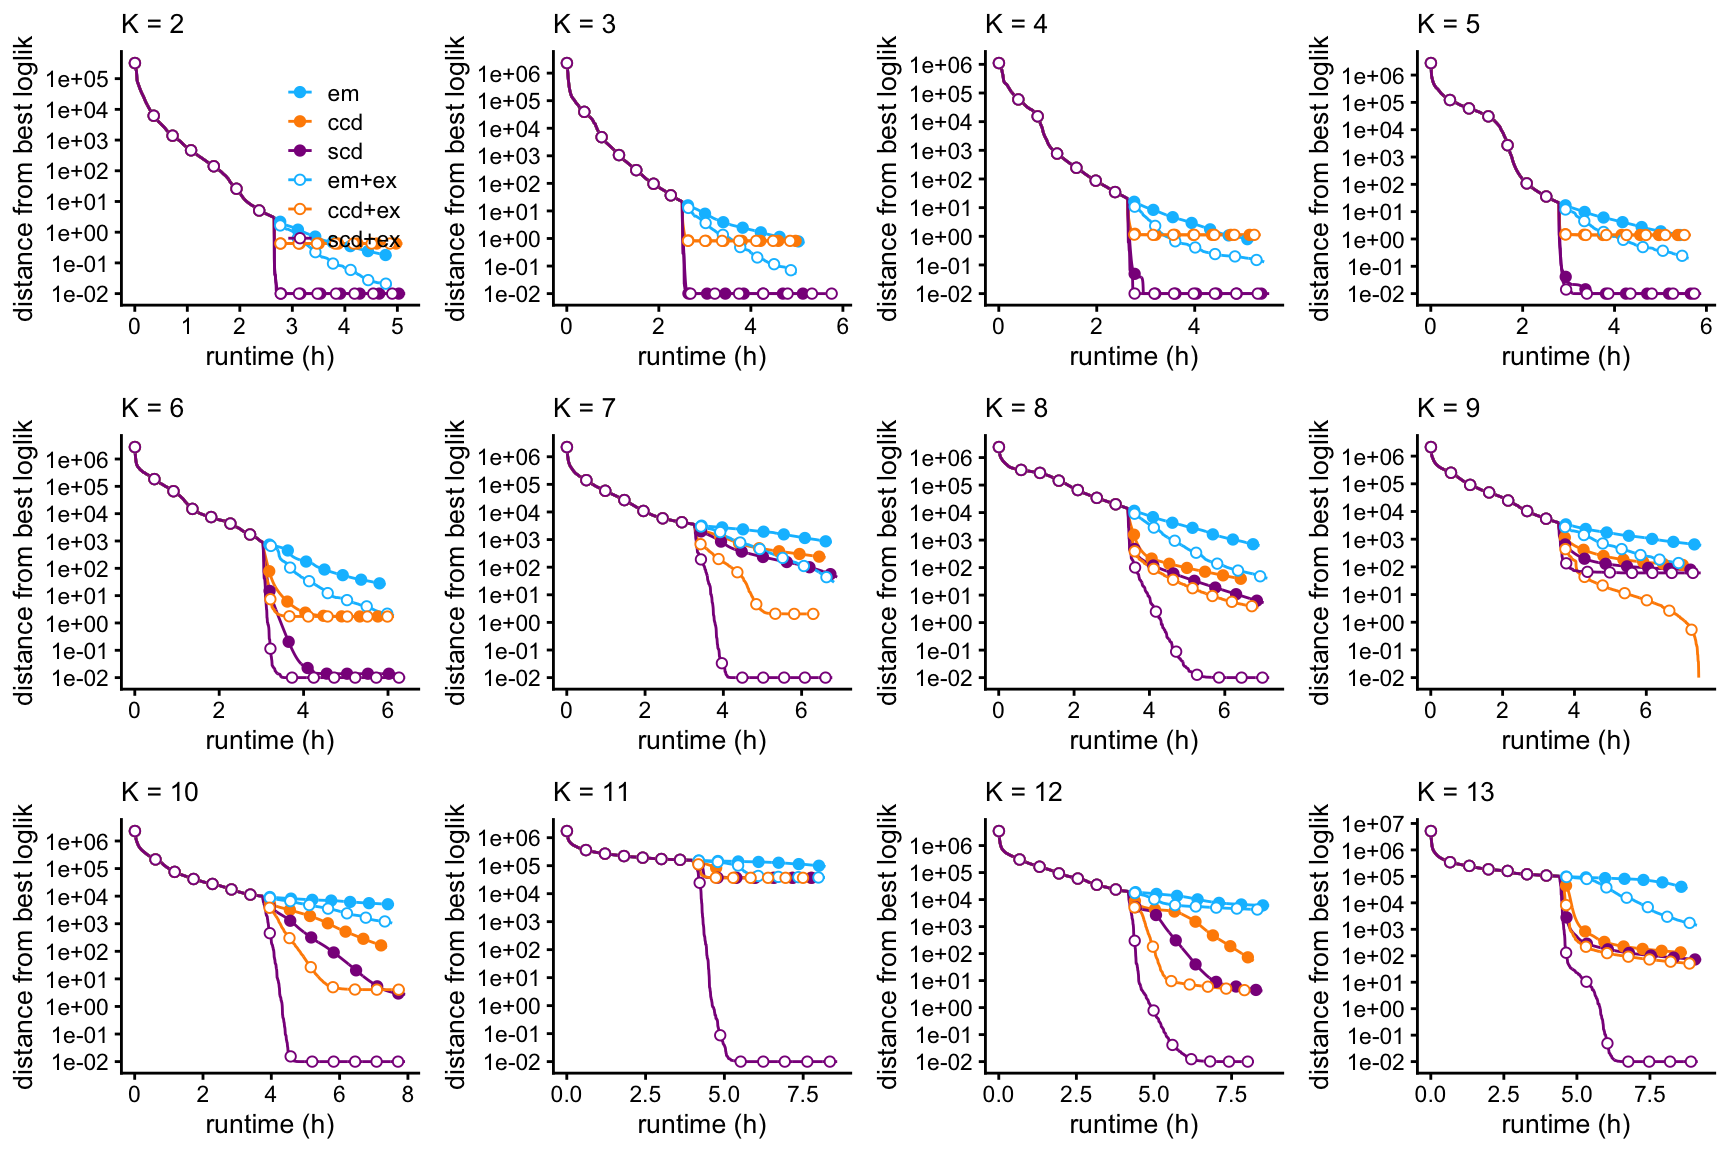 K = 2
distance from best loglik
1e+05
1e+04
1e+03
1e+02
1e+01
1e+00
1e-01
1e-02
em
ccd
scd
em+ex
ccd+ex
scd+ex
0 1 2 3 4 5
runtime (h)
K = 3
distance from best loglik
1e+06
1e+05
1e+04
1e+03
1e+02
1e+01
1e+00
1e-01
1e-02
0 2 4 6
runtime (h)
K = 4
distance from best loglik
1e+06
1e+05
1e+04
1e+03
1e+02
1e+01
1e+00
1e-01
1e-02
0 2 4
runtime (h)
K = 5
distance from best loglik
1e+06
1e+05
1e+04
1e+03
1e+02
1e+01
1e+00
1e-01
1e-02
0 2 4 6
runtime (h)
K = 6
distance from best loglik
1e+06
1e+05
1e+04
1e+03
1e+02
1e+01
1e+00
1e-01
1e-02
0 2 4 6
runtime (h)
K = 7
distance from best loglik
1e+06
1e+05
1e+04
1e+03
1e+02
1e+01
1e+00
1e-01
1e-02
0 2 4 6
runtime (h)
K = 8
distance from best loglik
1e+06
1e+05
1e+04
1e+03
1e+02
1e+01
1e+00
1e-01
1e-02
0 2 4 6
runtime (h)
K = 9
distance from best loglik
1e+06
1e+05
1e+04
1e+03
1e+02
1e+01
1e+00
1e-01
1e-02
0 2 4 6
runtime (h)
K = 10
distance from best loglik
1e+06
1e+05
1e+04
1e+03
1e+02
1e+01
1e+00
1e-01
1e-02
0 2 4 6 8
runtime (h)
K = 11
distance from best loglik
1e+06
1e+05
1e+04
1e+03
1e+02
1e+01
1e+00
1e-01
1e-02
0.0 2.5 5.0 7.5
runtime (h)
K = 12
distance from best loglik
1e+06
1e+05
1e+04
1e+03
1e+02
1e+01
1e+00
1e-01
1e-02
0.0 2.5 5.0 7.5
runtime (h)
K = 13
distance from best loglik
1e+07
1e+06
1e+05
1e+04
1e+03
1e+02
1e+01
1e+00
1e-01
1e-02
0.0 2.5 5.0 7.5
runtime (h)